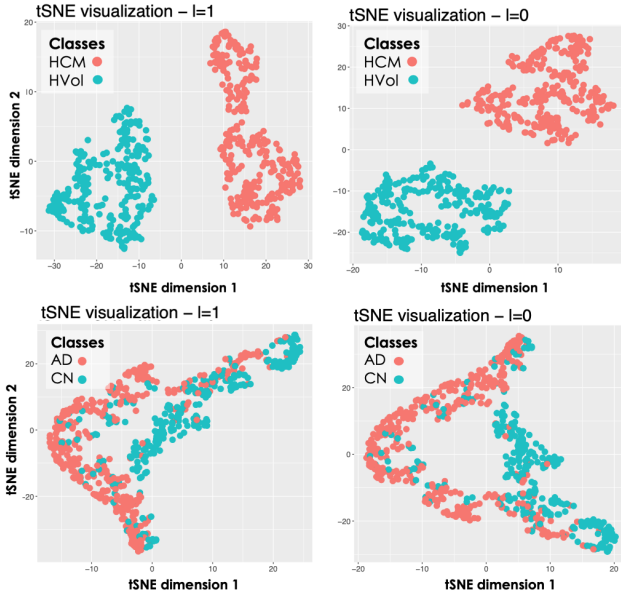 tSNE visualization – l=1
Classes
HCM
HVol
20
10
0
−10
−30
−20
−10
0
10
20
30
tSNE dimension 1
tSNE dimension 2
tSNE visualization – l=0
Classes
HCM
HVol
30
20
10
0
−10
−20
−20
−10
0
10
tSNE dimension 1
tSNE visualization – l=1
Classes
AD
CN
20
0
−20
−10
0
10
20
tSNE dimension 1
tSNE dimension 2
tSNE visualization – l=0
Classes
AD
CN
20
0
−20
−20
−10
0
10
20
tSNE dimension 1